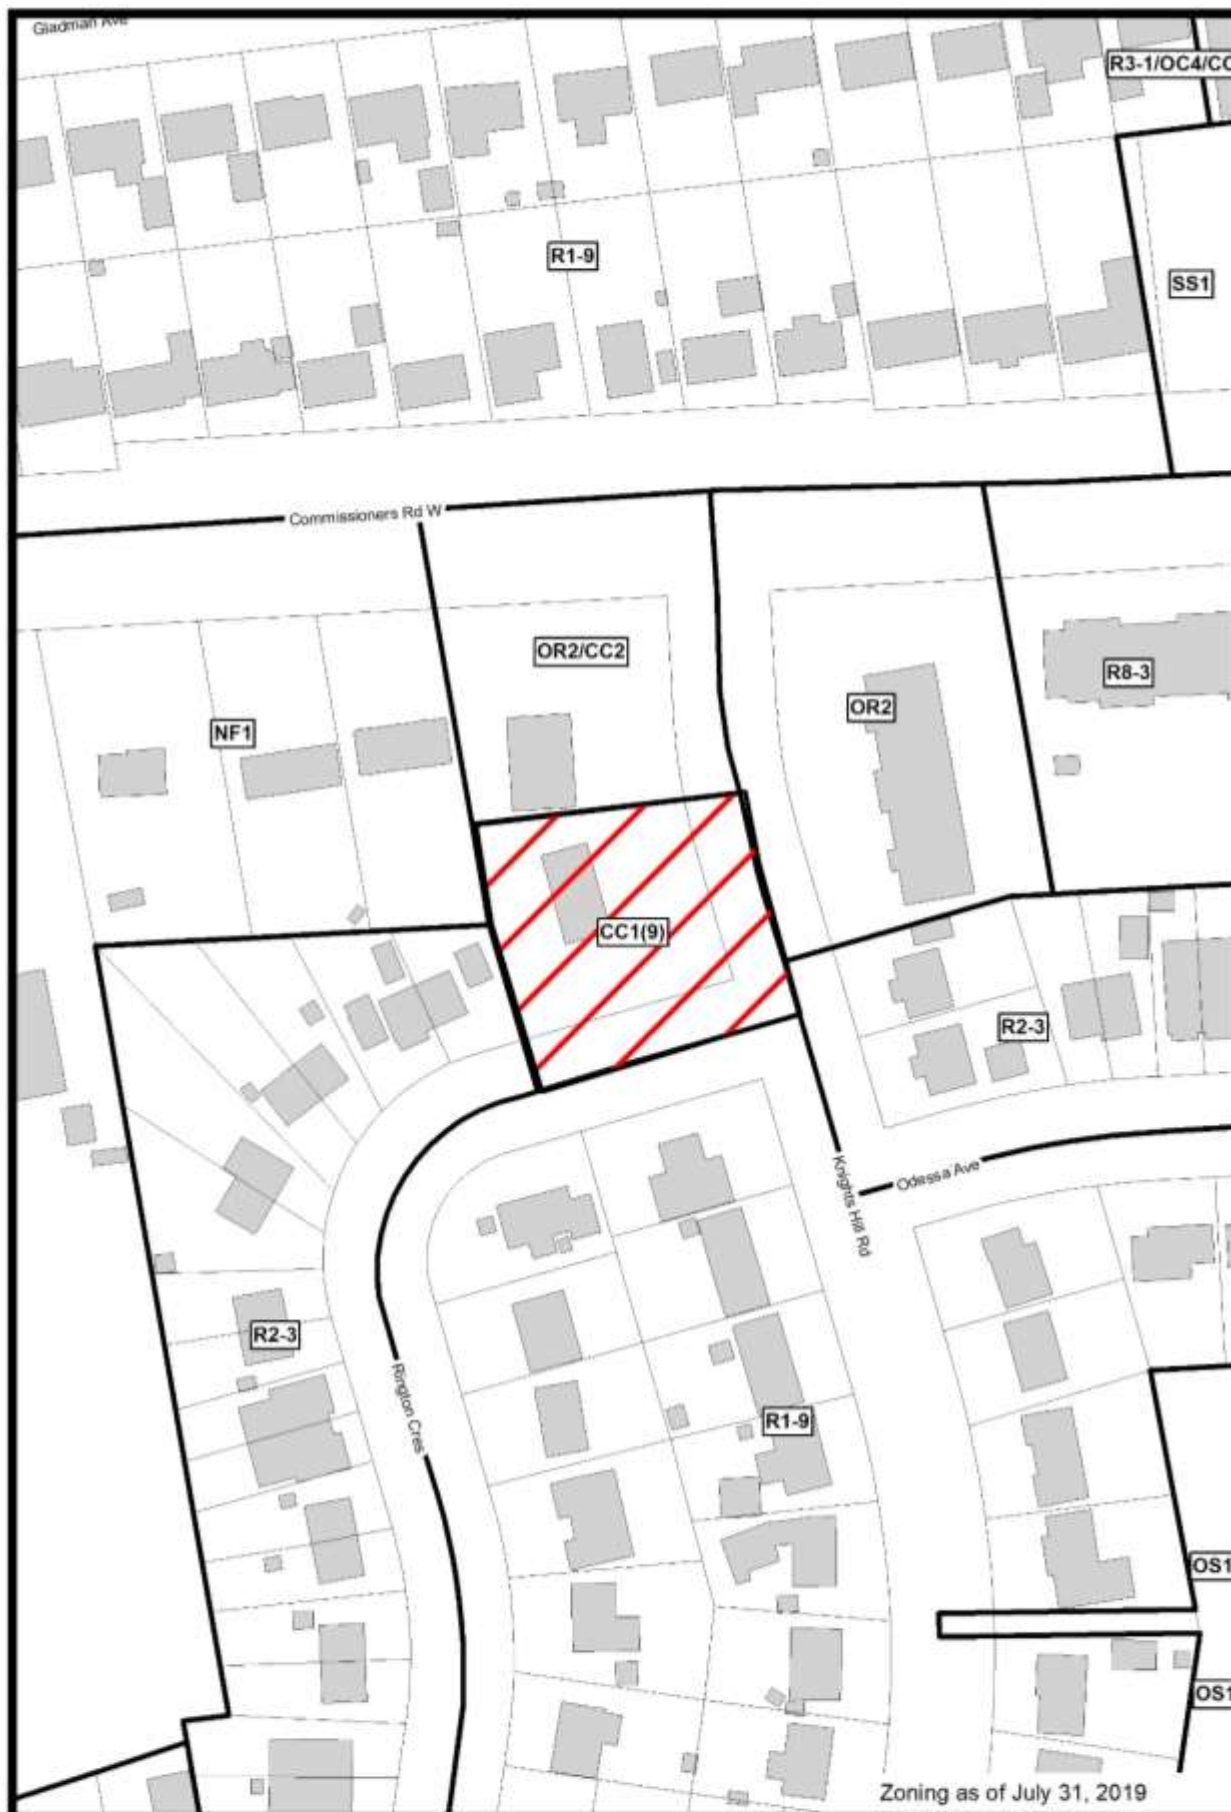 Gladman Ave
R3-1/OC4/CC
R1-9
SS1
Commissioners Rd W
OR2/CC2
R8-3
OR2
NF1
CC1(9)
R2-3
Knights Hill Rd
Odessa Ave
R2-3
Rington Cres
R1-9
OS1
OS1
Zoning as of July 31, 2019